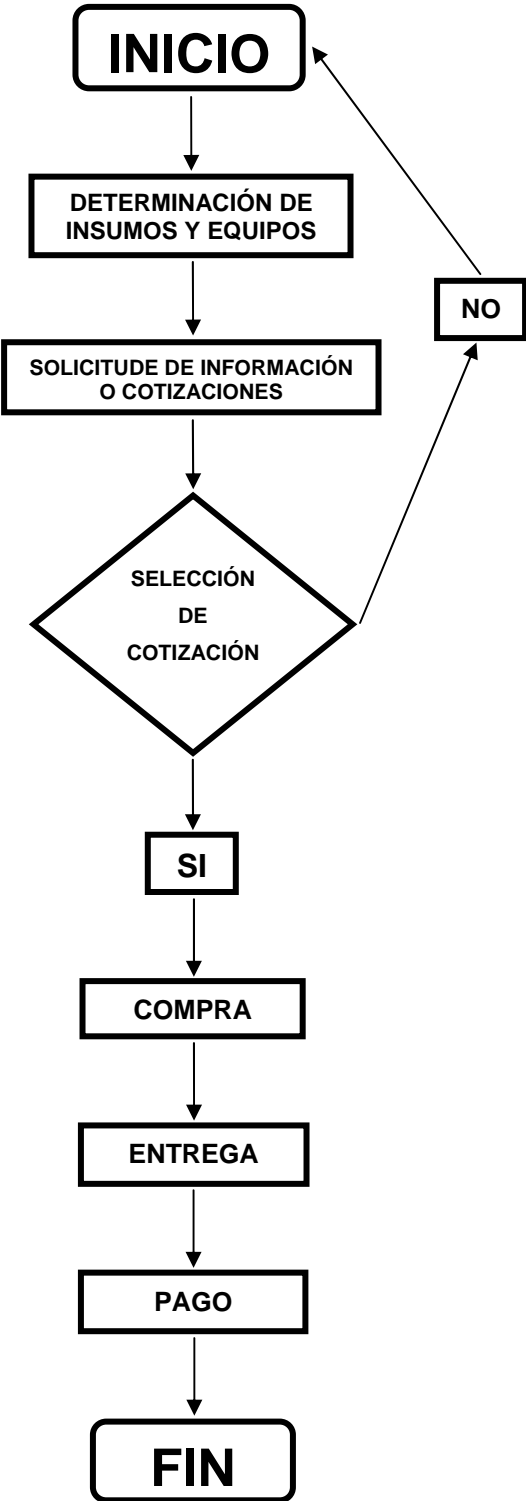 INICIO
DETERMINACIÓN DE
INSUMOS Y EQUIPOS
NO
SOLICITUDE DE INFORMACIÓN
O COTIZACIONES
SELECCIÓN
DE
COTIZACIÓN
SI
COMPRA
ENTREGA
PAGO
FIN